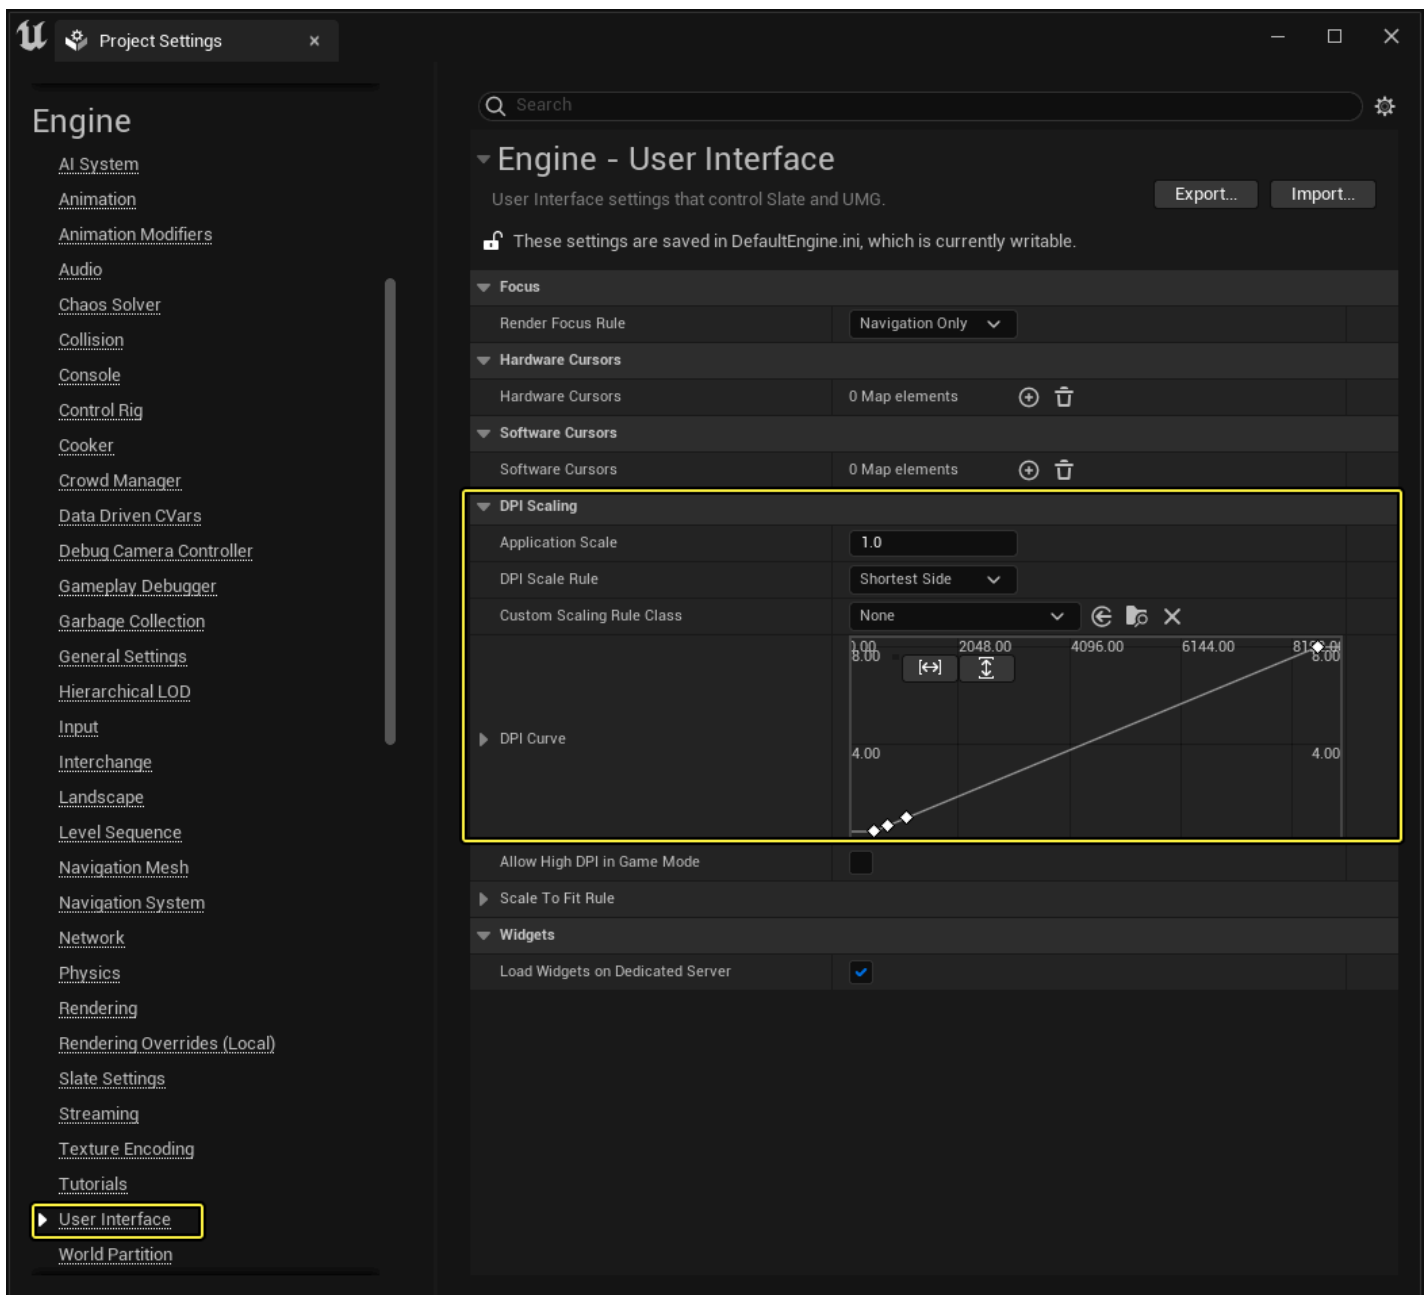 Project Settings
Engine
AI System
Animation
Animation Modifiers
Audio
Chaos Solver
Collision
Console
Control Rig
Cooker
Crowd Manager
Data Driven CVars
Debug Camera Controller
Gameplay Debugger
Garbage Collection
General Settings
Hierarchical LOD
Input
Interchange
Landscape
Level Sequence
Navigation Mesh
Navigation System
Network
Physics
Rendering
Rendering Overrides (Local)
Slate Settings
Streaming
Texture Encoding
Tutorials
User Interface
World Partition
Search
Engine - User Interface
User Interface settings that control Slate and UMG.
Export... Import...
These settings are saved in DefaultEngine.ini, which is currently writable.
Focus
Render Focus Rule Navigation Only
Hardware Cursors
Hardware Cursors 0 Map elements
Software Cursors
Software Cursors 0 Map elements
DPI Scaling
Application Scale 1.0
DPI Scale Rule Shortest Side
Custom Scaling Rule Class None
2048.00 4096.00 6144.00
8.00 8.00
DPI Curve
4.00 4.00
Allow High DPI in Game Mode
Scale To Fit Rule
Widgets
Load Widgets on Dedicated Server